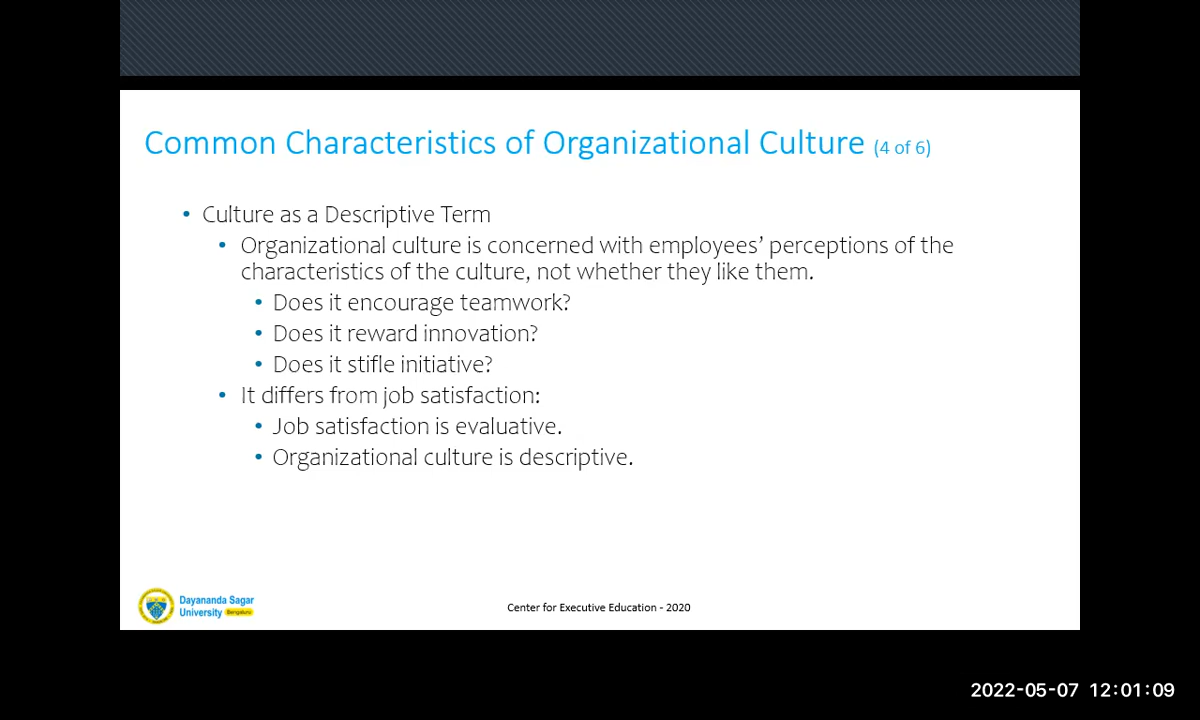 Common Characteristics of Organizational Culture (4 of 6)
• Culture as a Descriptive Term
• Organizational culture is concerned with employees’ perceptions of the
characteristics of the culture, not whether they like them.
• Does it encourage teamwork?
• Does it reward innovation?
• Does it stifle initiative?
• It differs from job satisfaction:
• Job satisfaction is evaluative.
• Organizational culture is descriptive.
Dayananda Sagar
University Bengaluru
Center for Executive Education - 2020
2022-05-07 12:01:09